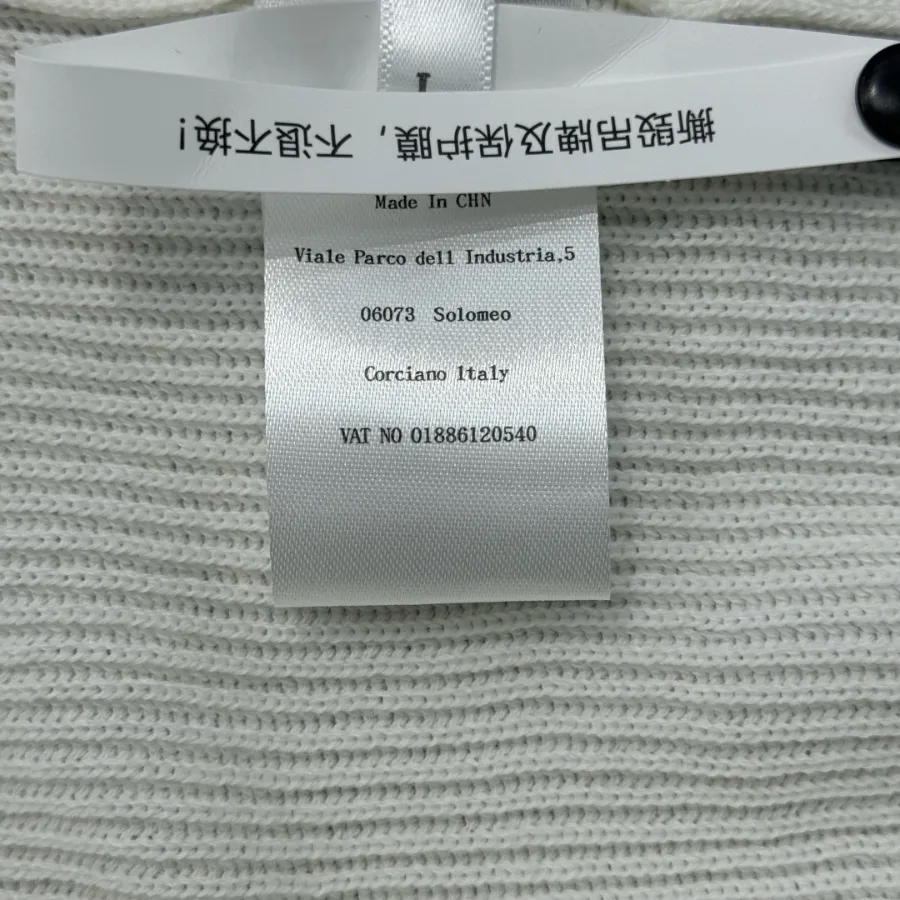 撕毁吊牌及保护膜，不退不换！
L
Made In CHN
Viale Parco dell Industria,5
06073 Solomeo
Corciano ltaly
VAT NO 01886120540